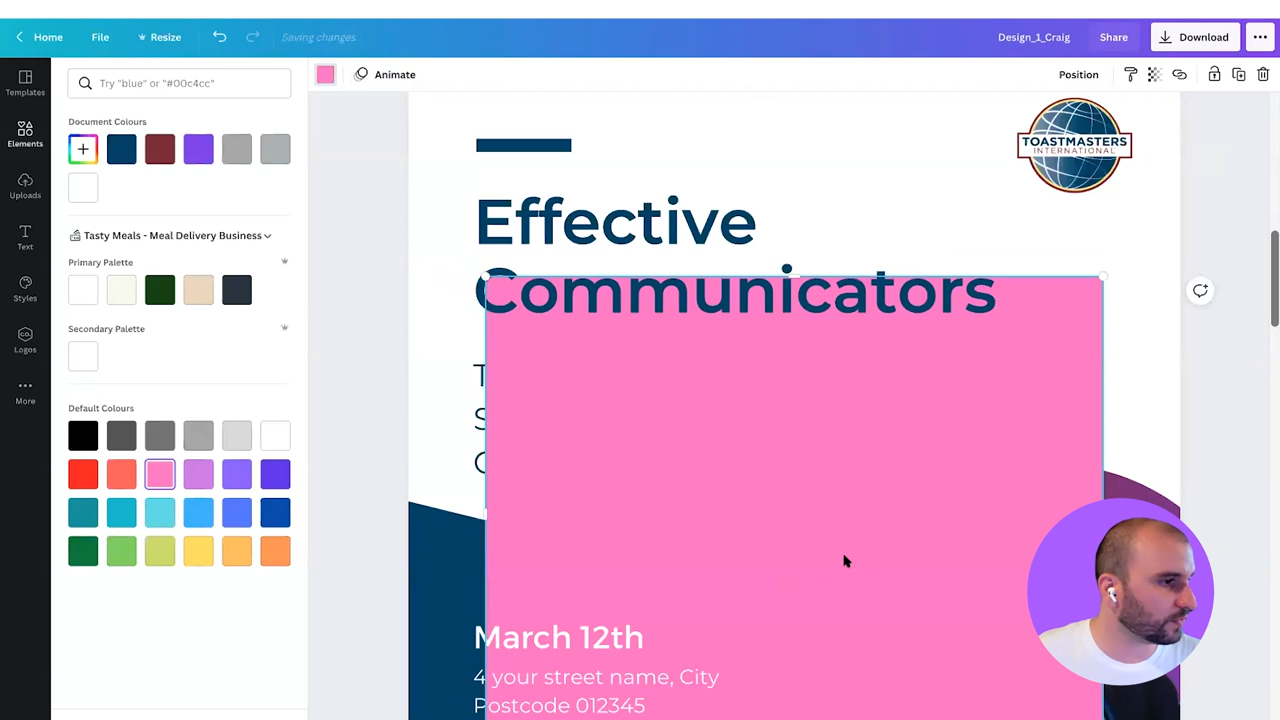 Home File Resize Saving changes... Design_1_Craig Share Download
Try "blue" or "#00c4cc" Animate Position
Templates
Elements
Uploads
Text
Styles
CO.
Logos
More
Document Colours
+
Tasty Meals - Meal Delivery Business
Primary Palette
Secondary Palette
Default Colours
TOASTMASTERS
INTERNATIONAL
Effective
Communicators
T
S
March 12th
4 your street name, City
Postcode 012345